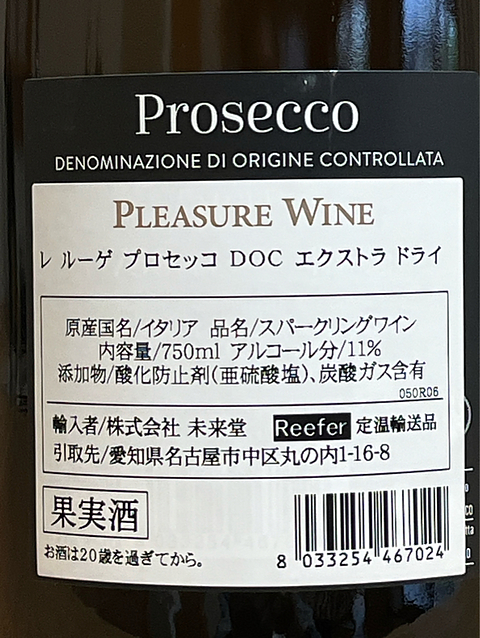 Prosecco
DENOMINAZIONE DI ORIGINE CONTROLLATA
PLEASURE WINE
レ ルーゲ プロセッコ DOC エクストラ ドライ
原産国名/イタリア 品名/スパークリングワイン
内容量/750ml アルコール分/11%
添加物/酸化防止剤(亜硫酸塩)、炭酸ガス含有
050R06
輸入者/株式会社 未来堂 Reefer 定温輸送品
引取先/愛知県名古屋市中区丸の内1-16-8
果実酒
お酒は20歳を過ぎてから。
8 033254 467024